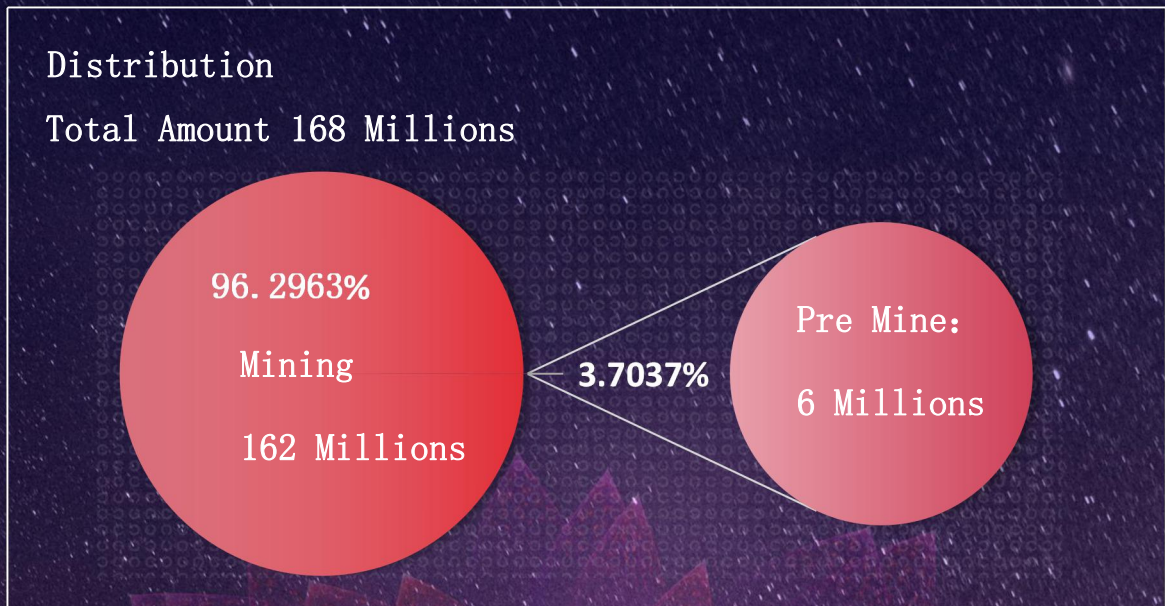 Distribution
Total Amount 168 Millions
96.2963%
Mining
162 Millions
3.7037%
Pre Mine:
6 Millions